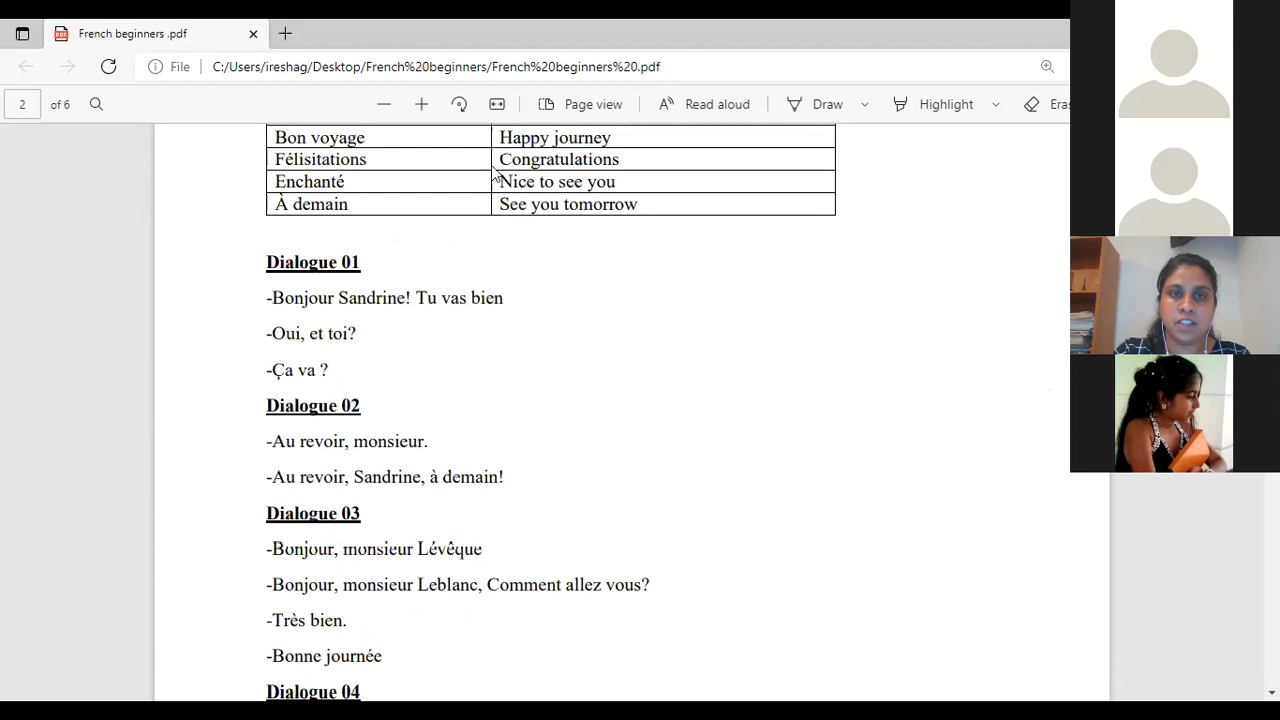 French beginners .pdf
File C:/Users/ireshag/Desktop/French%20beginners/French%20beginners%20.pdf
2 of 6 Page view Read aloud Draw Highlight Eras
Bon voyage Happy journey
Félisitations Congratulations
Enchanté Nice to see you
À demain See you tomorrow
Dialogue 01
-Bonjour Sandrine! Tu vas bien
-Oui, et toi?
-Ça va ?
Dialogue 02
-Au revoir, monsieur.
-Au revoir, Sandrine, à demain!
Dialogue 03
-Bonjour, monsieur Lévêque
-Bonjour, monsieur Leblanc, Comment allez vous?
-Très bien.
-Bonne journée
Dialogue 04